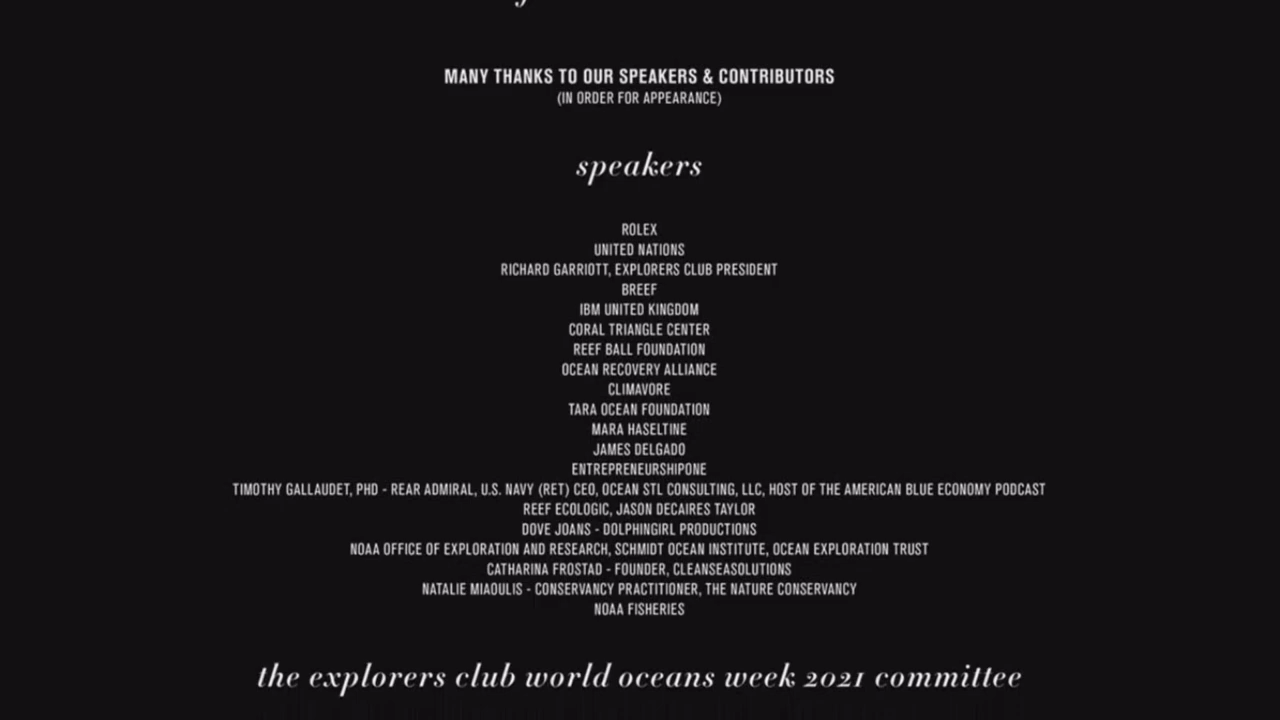 MANY THANKS TO OUR SPEAKERS & CONTRIBUTORS
(IN ORDER FOR APPEARANCE)
speakers
ROLEX
UNITED NATIONS
RICHARD GARRIOTT, EXPLORERS CLUB PRESIDENT
BREEF
IBM UNITED KINGDOM
CORAL TRIANGLE CENTER
REEF BALL FOUNDATION
OCEAN RECOVERY ALLIANCE
CLIMAVORE
TARA OCEAN FOUNDATION
MARA HASELTINE
JAMES DELGADO
ENTREPRENEURSHIPONE
TIMOTHY GALLAUDET, PHD - REAR ADMIRAL, U.S. NAVY (RET) CEO, OCEAN STL CONSULTING, LLC, HOST OF THE AMERICAN BLUE ECONOMY PODCAST
REEF ECOLOGIC, JASON DECAIRES TAYLOR
DOVE JOANS - DOLPHINGIRL PRODUCTIONS
NOAA OFFICE OF EXPLORATION AND RESEARCH, SCHMIDT OCEAN INSTITUTE, OCEAN EXPLORATION TRUST
CATHARINA FROSTAD - FOUNDER, CLEANSEASOLUTIONS
NATALIE MIAOULIS - CONSERVANCY PRACTITIONER, THE NATURE CONSERVANCY
NOAA FISHERIES
the explorers club world oceans week 2021 committee